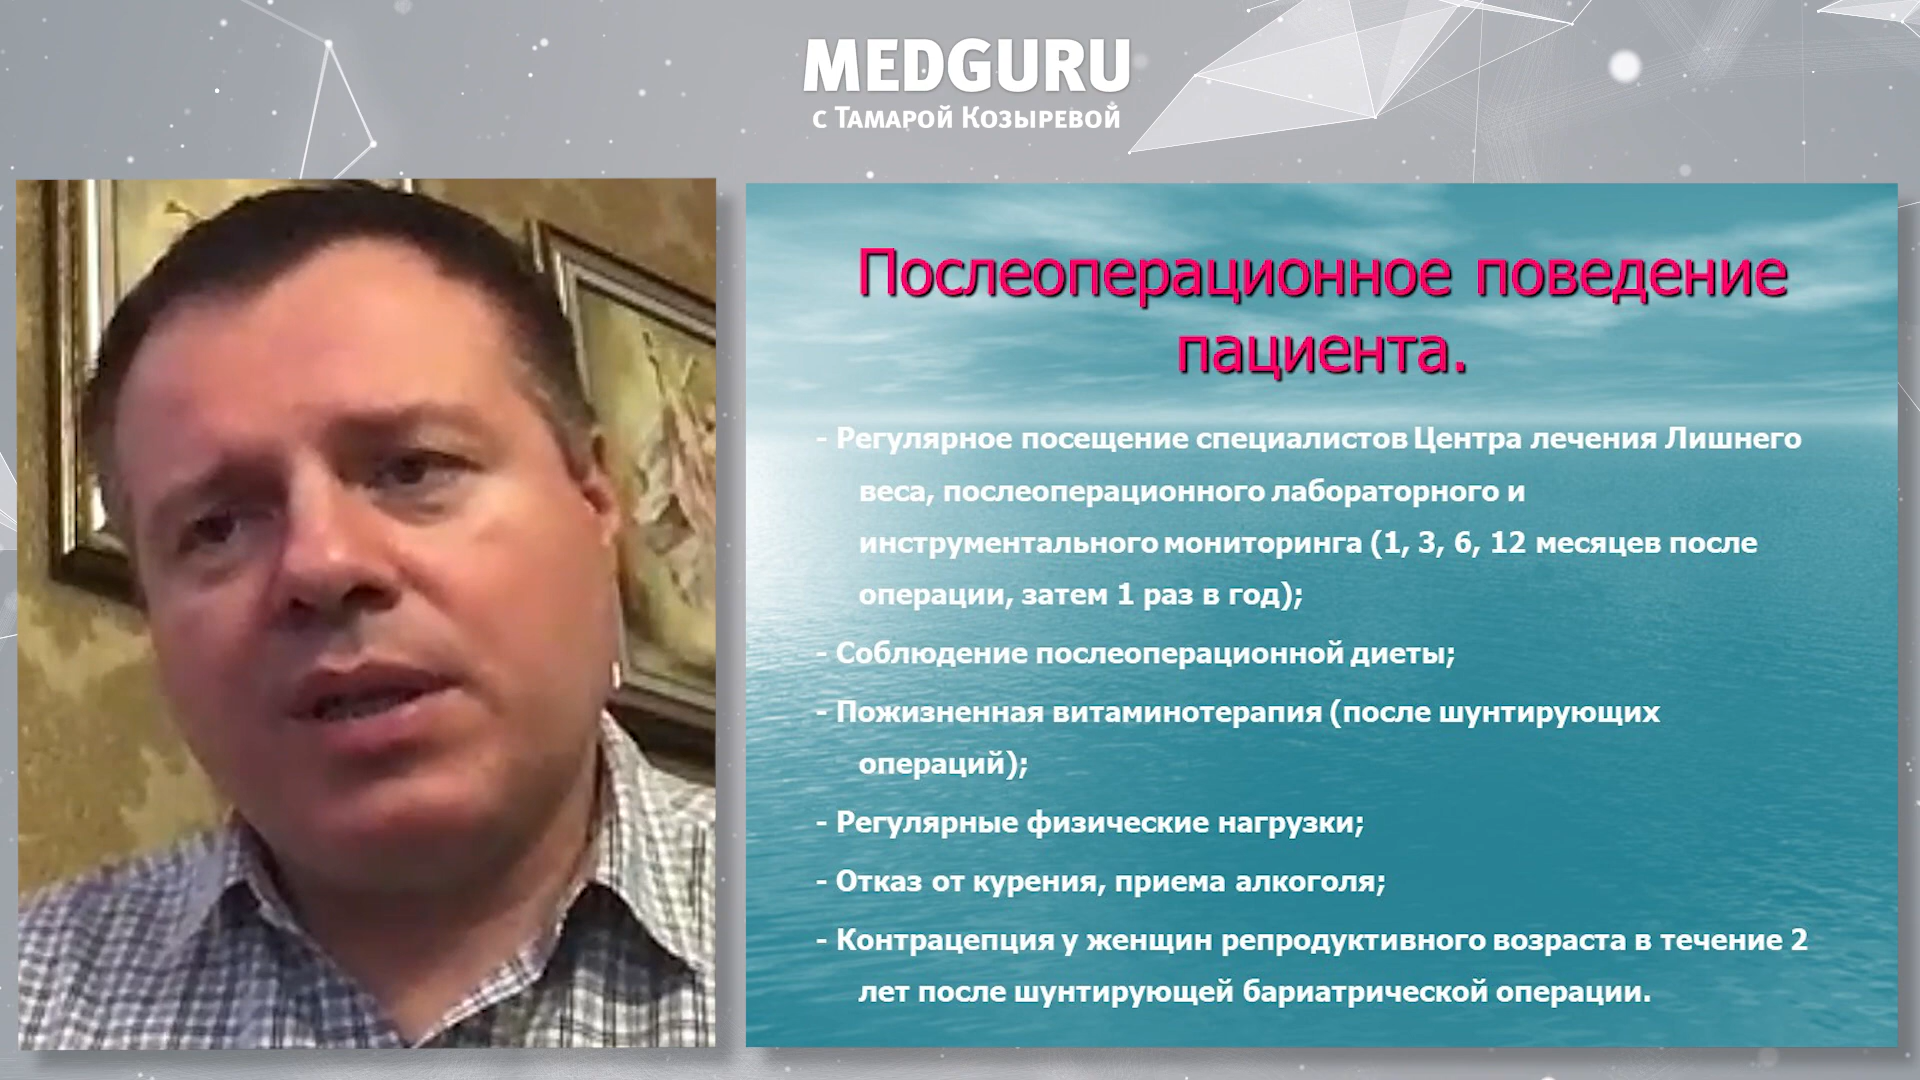 MEDGURU
с Тамарой Козыревой
Послеоперационное поведение
пациента.
- Регулярное посещение специалистов Центра лечения Лишнего
веса, послеоперационного лабораторного и
инструментального мониторинга (1, 3, 6, 12 месяцев после
операции, затем 1 раз в год);
- Соблюдение послеоперационной диеты;
- Пожизненная витаминотерапия (после шунтирующих
операций);
- Регулярные физические нагрузки;
- Отказ от курения, приема алкоголя;
- Контрацепция у женщин репродуктивного возраста в течение 2
лет после шунтирующей бариатрической операции.